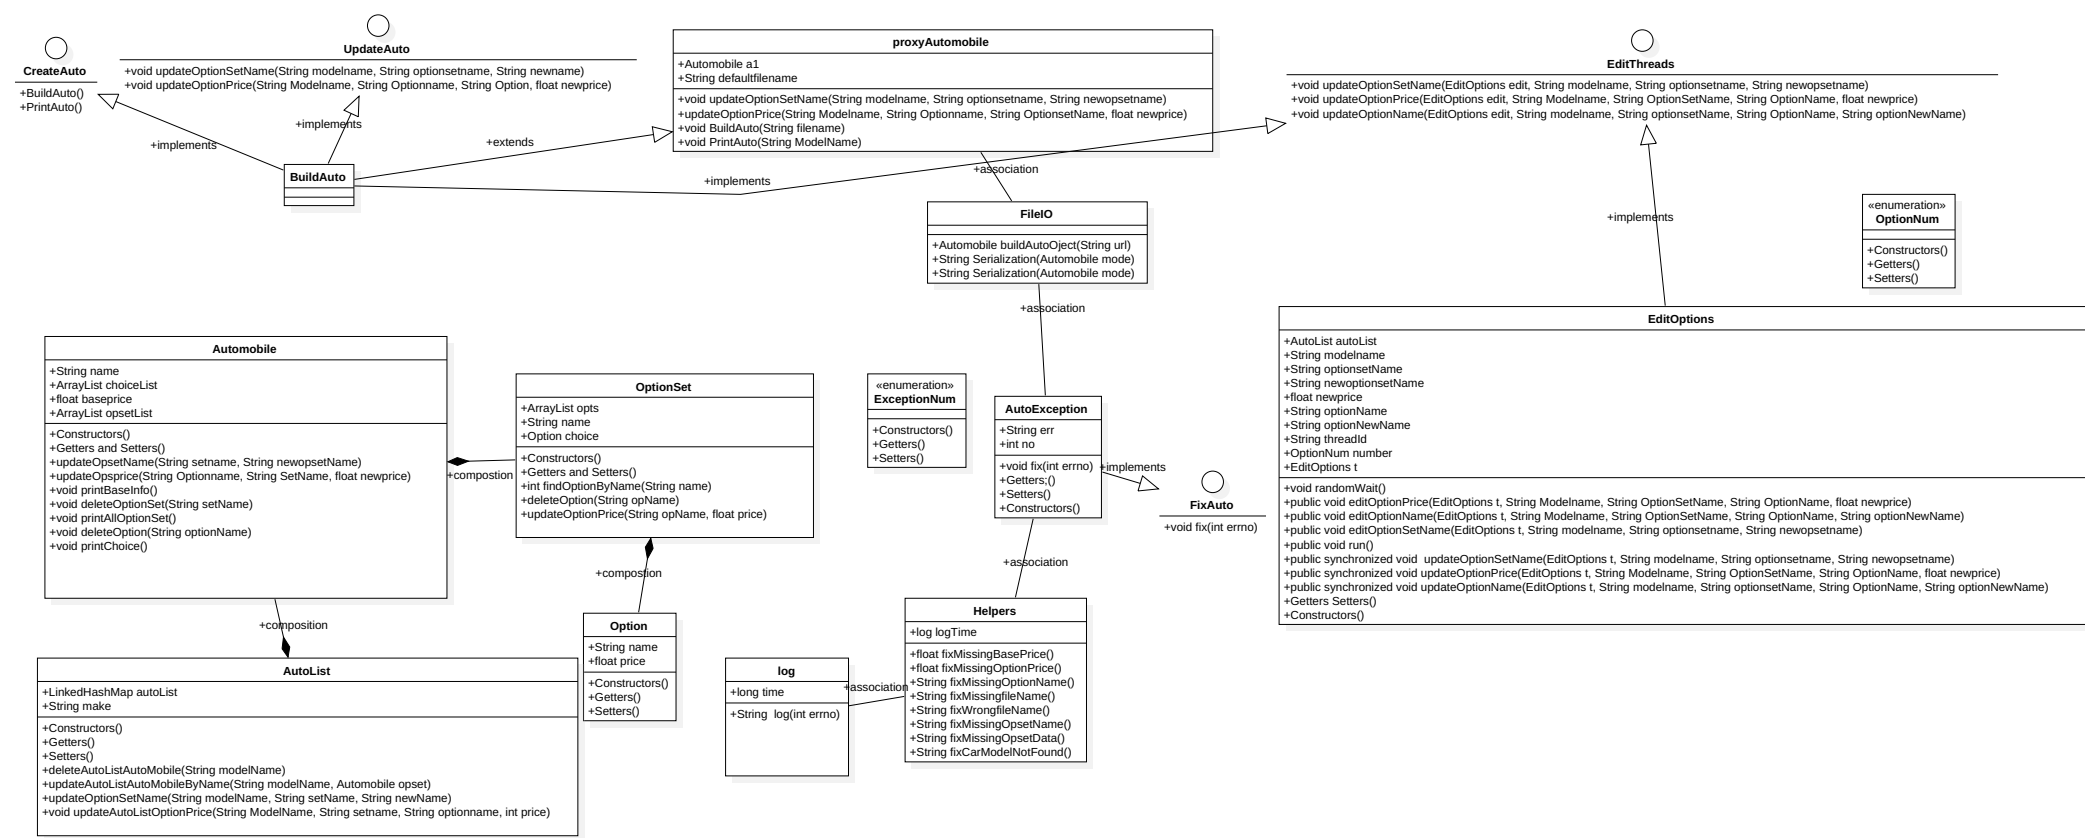 CreateAuto
+BuildAuto()
+PrintAuto()
UpdateAuto
+void updateOptionSetName(String modelname, String optionsetname, String newname)
+void updateOptionPrice(String Modelname, String Optionname, String Option, float newprice)
proxyAutomobile
+Automobile a1
+String defaultfilename
+void updateOptionSetName(String modelname, String optionsetname, String newopsetname)
+updateOptionPrice(String Modelname, String Optionname, String OptionsetName, float newprice)
+void BuildAuto(String filename)
+void PrintAuto(String ModelName)
EditThreads
+void updateOptionSetName(EditOptions edit, String modelname, String optionsetname, String newopsetname)
+void updateOptionPrice(EditOptions edit, String Modelname, String OptionSetName, String OptionName, float newprice)
+void updateOptionName(EditOptions edit, String modelname, String optionsetName, String OptionName, String optionNewName)
+implements
+implements
+extends
+implements
+association
BuildAuto
FileIO
+Automobile buildAutoOject(String url)
+String Serialization(Automobile mode)
+String Serialization(Automobile mode)
+implements
«enumeration»
OptionNum
+Constructors()
+Getters()
+Setters()
+association
EditOptions
+AutoList autoList
+String modelname
+String optionsetName
+String newoptionsetName
+float newprice
+String optionName
+String optionNewName
+String threadId
+OptionNum number
+EditOptions t
+void randomWait()
+public void editOptionPrice(EditOptions t, String Modelname, String OptionSetName, String OptionName, float newprice)
+public void editOptionName(EditOptions t, String Modelname, String OptionSetName, String OptionName, String optionNewName)
+public void editOptionSetName(EditOptions t, String modelname, String optionsetname, String newopsetname)
+public void run()
+public synchronized void  updateOptionSetName(EditOptions t, String modelname, String optionsetname, String newopsetname)
+public synchronized void updateOptionPrice(EditOptions t, String Modelname, String OptionSetName, String OptionName, float newprice)
+public synchronized void updateOptionName(EditOptions t, String modelname, String optionsetName, String OptionName, String optionNewName)
+Getters Setters()
+Constructors()
Automobile
+String name
+ArrayList choiceList
+float baseprice
+ArrayList opsetList
+Constructors()
+Getters and Setters()
+updateOpsetName(String setname, String newopsetName)
+updateOpsprice(String Optionname, String SetName, float newprice)
+void printBaseInfo()
+void deleteOptionSet(String setName)
+void printAllOptionSet()
+void deleteOption(String optionName)
+void printChoice()
+compostion
OptionSet
+ArrayList opts
+String name
+Option choice
+Constructors()
+Getters and Setters()
+int findOptionByName(String name)
+deleteOption(String opName)
+updateOptionPrice(String opName, float price)
«enumeration»
ExceptionNum
+Constructors()
+Getters()
+Setters()
AutoException
+String err
+int no
+void fix(int errno)
+Getters;()
+Setters()
+Constructors()
+implements
FixAuto
+void fix(int errno)
+compostion
+association
+composition
Option
+String name
+float price
+Constructors()
+Getters()
+Setters()
Helpers
+log logTime
+float fixMissingBasePrice()
+float fixMissingOptionPrice()
+String fixMissingOptionName()
+String fixMissingfileName()
+String fixWrongfileName()
+String fixMissingOpsetName()
+String fixMissingOpsetData()
+String fixCarModelNotFound()
log
+long time
+String  log(int errno)
+association
AutoList
+LinkedHashMap autoList
+String make
+Constructors()
+Getters()
+Setters()
+deleteAutoListAutoMobile(String modelName)
+updateAutoListAutoMobileByName(String modelName, Automobile opset)
+updateOptionSetName(String modelName, String setName, String newName)
+void updateAutoListOptionPrice(String ModelName, String setname, String optionname, int price)